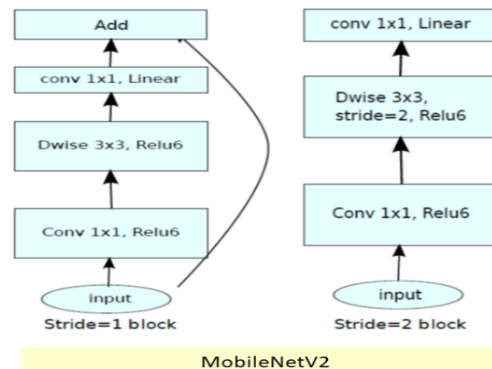 Add
conv 1x1, Linear
Dwise 3x3, Relu6
Conv 1x1, Relu6
input
Stride=1 block
conv 1x1, Linear
Dwise 3x3,
stride=2, Relu6
Conv 1x1, Relu6
input
Stride=2 block
MobileNetV2